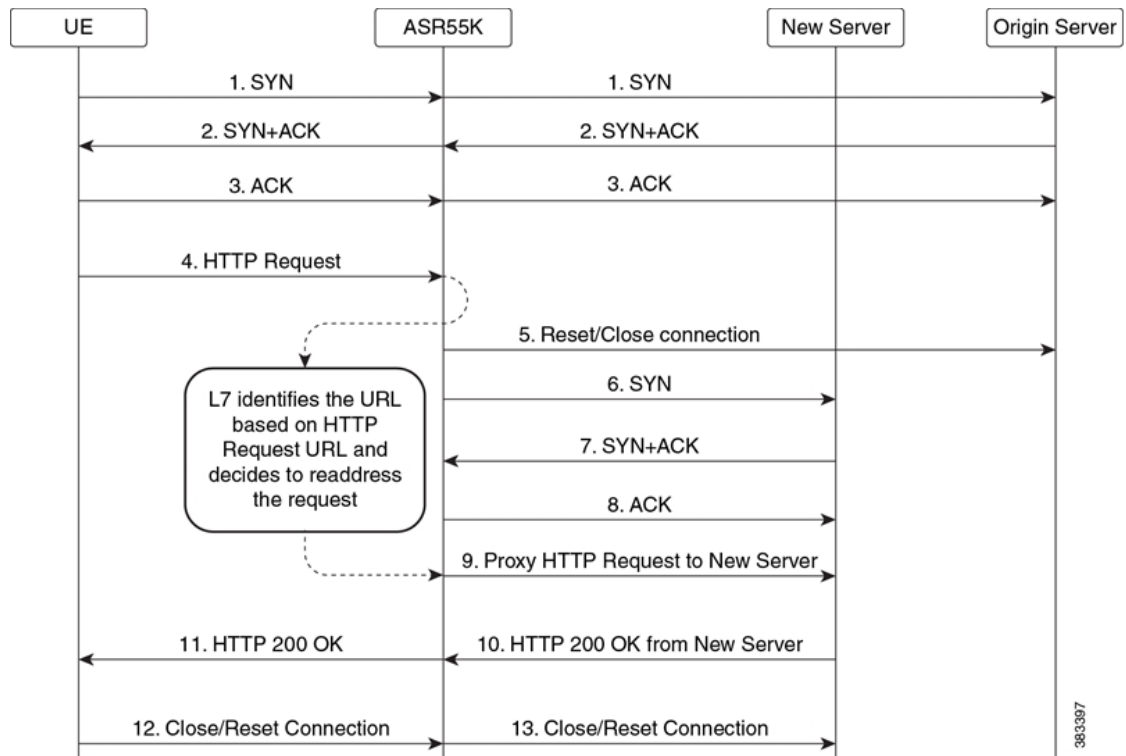 UE
ASR55K
New Server
Origin Server
1. SYN
1. SYN
2. SYN+ACK
2. SYN+ACK
3. ACK
3. ACK
4. HTTP Request
5. Reset/Close connection
L7 identifies the URL
based on HTTP
Request URL and
decides to readdress
the request
6. SYN
7. SYN+ACK
8. ACK
9. Proxy HTTP Request to New Server
11. HTTP 200 OK
10. HTTP 200 OK from New Server
12. Close/Reset Connection
13. Close/Reset Connection
383397